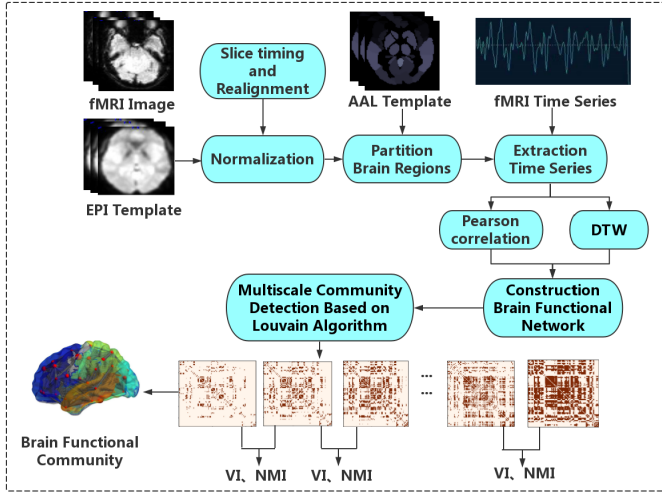 fMRI Image
Slice timing
and
Realignment
AAL Template
fMRI Time Series
EPI Template
Normalization
Partition
Brain Regions
Extraction
Time Series
Pearson
correlation
DTW
Multiscale Community
Detection Based on
Louvain Algorithm
Construction
Brain Functional
Network
...
...
Brain Functional
Community
VI、NMI
VI、NMI
VI、NMI